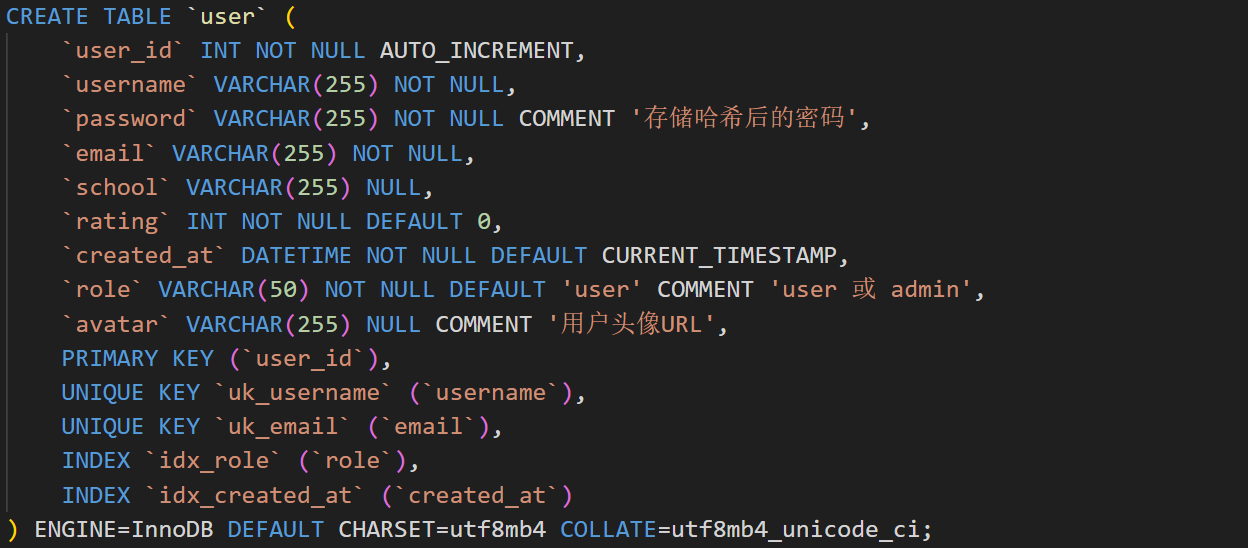 CREATE TABLE `user` (
    `user_id` INT NOT NULL AUTO_INCREMENT,
    `username` VARCHAR(255) NOT NULL,
    `password` VARCHAR(255) NOT NULL COMMENT '存储哈希后的密码',
    `email` VARCHAR(255) NOT NULL,
    `school` VARCHAR(255) NULL,
    `rating` INT NOT NULL DEFAULT 0,
    `created_at` DATETIME NOT NULL DEFAULT CURRENT_TIMESTAMP,
    `role` VARCHAR(50) NOT NULL DEFAULT 'user' COMMENT 'user 或 admin',
    `avatar` VARCHAR(255) NULL COMMENT '用户头像URL',
    PRIMARY KEY (`user_id`),
    UNIQUE KEY `uk_username` (`username`),
    UNIQUE KEY `uk_email` (`email`),
    INDEX `idx_role` (`role`),
    INDEX `idx_created_at` (`created_at`)
) ENGINE=InnoDB DEFAULT CHARSET=utf8mb4 COLLATE=utf8mb4_unicode_ci;